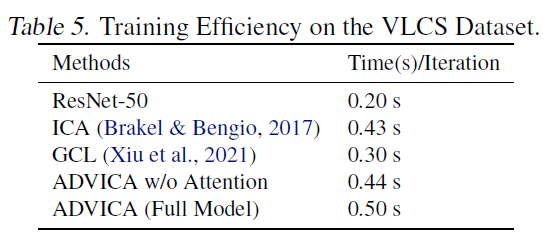 Table 5. Training Efficiency on the VLCS Dataset.
Methods Time(s)/Iteration
ResNet-50 0.20 s
ICA (Brakel & Bengio, 2017) 0.43 s
GCL (Xiu et al., 2021) 0.30 s
ADVICA w/o Attention 0.44 s
ADVICA (Full Model) 0.50 s